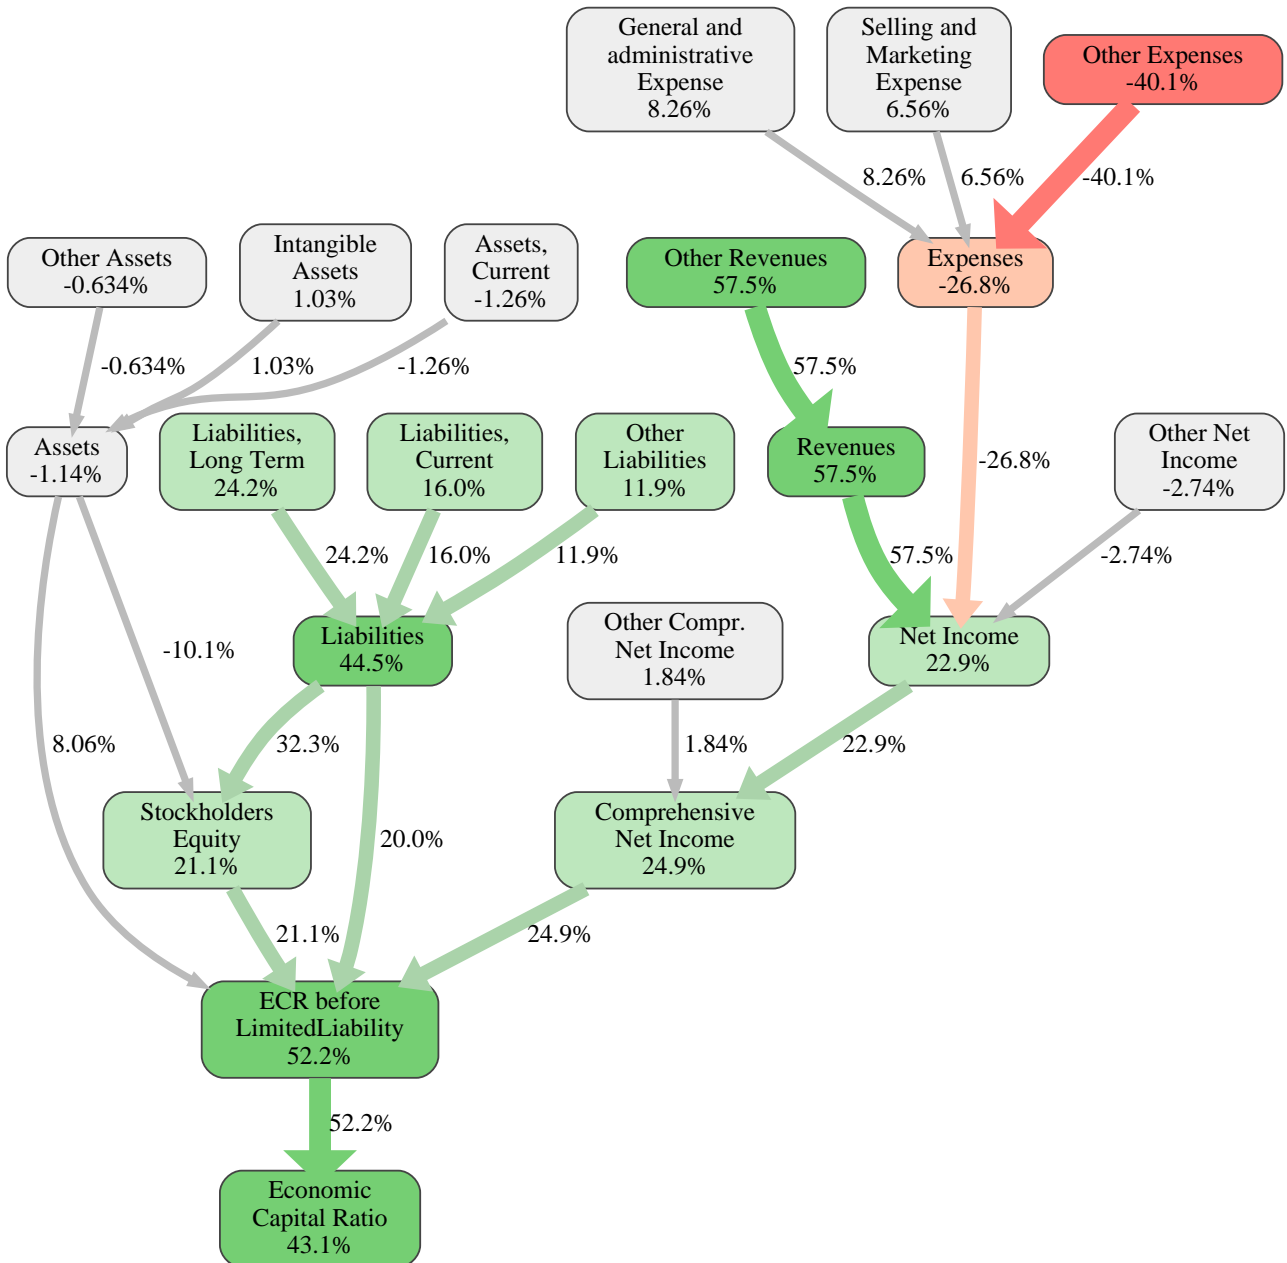 General and
administrative
Expense
8.26%
Selling and
Marketing
Expense
6.56%
Other Expenses
-40.1%
8.26%
6.56%
-40.1%
Other Assets
-0.634%
Intangible
Assets
1.03%
Assets,
Current
-1.26%
Other Revenues
57.5%
Expenses
-26.8%
-0.634%
1.03%
-1.26%
57.5%
Assets
-1.14%
Liabilities,
Long Term
24.2%
Liabilities,
Current
16.0%
Other
Liabilities
11.9%
Revenues
57.5%
-26.8%
Other Net
Income
-2.74%
24.2%
16.0%
11.9%
57.5%
-2.74%
-10.1%
Liabilities
44.5%
Other Compr.
Net Income
1.84%
Net Income
22.9%
8.06%
32.3%
1.84%
22.9%
Stockholders
Equity
21.1%
20.0%
Comprehensive
Net Income
24.9%
21.1%
24.9%
ECR before
LimitedLiability
52.2%
52.2%
Economic
Capital Ratio
43.1%